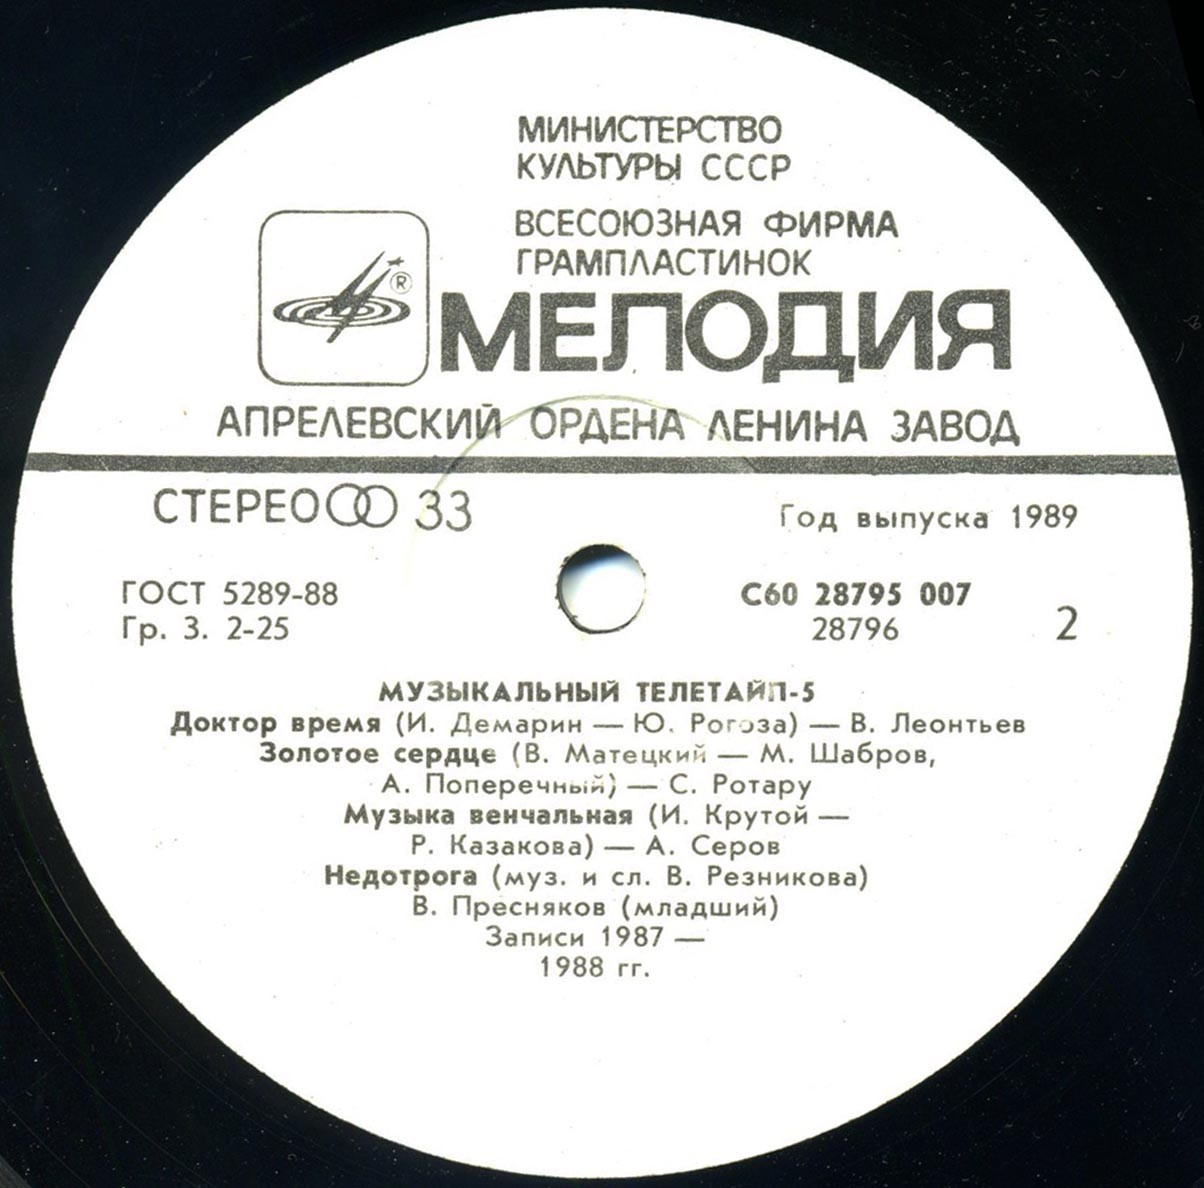 МИНИСТЕРСТВО
КУЛЬТУРЫ СССР
ВСЕСОЮЗНАЯ ФИРМА
ГРАМПЛАСТИНОК
®
МЕЛОДИЯ
АПРЕЛЕВСКИЙ ОРДЕНА ЛЕНИНА ЗАВОД
СТЕРЕО 33
Год выпуска 1989
ГОСТ 5289-88
Гр. 3. 2-25
С60 28795 007
28796
2
МУЗЫКАЛЬНЫЙ ТЕЛЕТАЙП-5
Доктор время (И. Демарин — Ю. Рогоза) — В. Леонтьев
Золотое сердце (В. Матецкий — М. Шабров,
А. Поперечный) — С. Ротару
Музыка венчальная (И. Крутой —
Р. Казакова) — А. Серов
Недотрога (муз. и сл. В. Резникова)
В. Пресняков (младший)
Записи 1987 —
1988 гг.